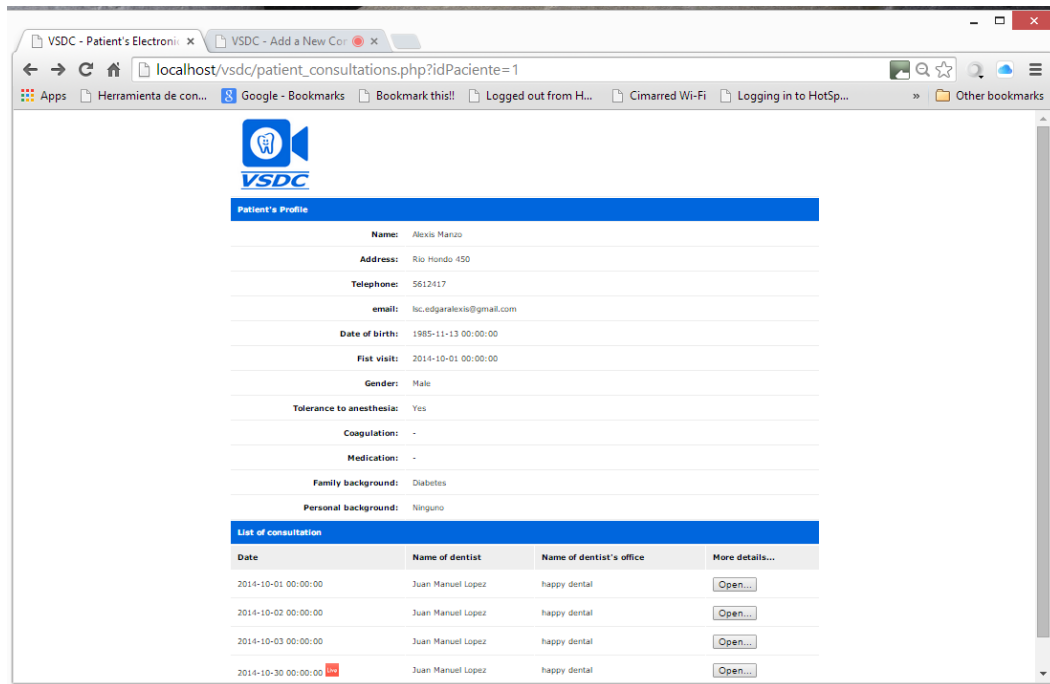 VSDC - Patient's Electroni
VSDC - Add a New Cor
localhost/vsdc/patient_consultations.php?idPaciente=1
Apps Herramienta de con... Google - Bookmarks Bookmark this!! Logged out from H... Cimarred Wi-Fi Logging in to HotSp... » Other bookmarks
VSDC
Patient's Profile
Name: Alexis Manzo
Address: Rio Hondo 450
Telephone: 5612417
email: lsc.edgaralexis@gmail.com
Date of birth: 1985-11-13 00:00:00
Fist visit: 2014-10-01 00:00:00
Gender: Male
Tolerance to anesthesia: Yes
Coagulation: -
Medication: -
Family background: Diabetes
Personal background: Ninguno
List of consultation
Date Name of dentist Name of dentist's office More details...
2014-10-01 00:00:00 Juan Manuel Lopez happy dental Open...
2014-10-02 00:00:00 Juan Manuel Lopez happy dental Open...
2014-10-03 00:00:00 Juan Manuel Lopez happy dental Open...
2014-10-30 00:00:00 Live Juan Manuel Lopez happy dental Open...